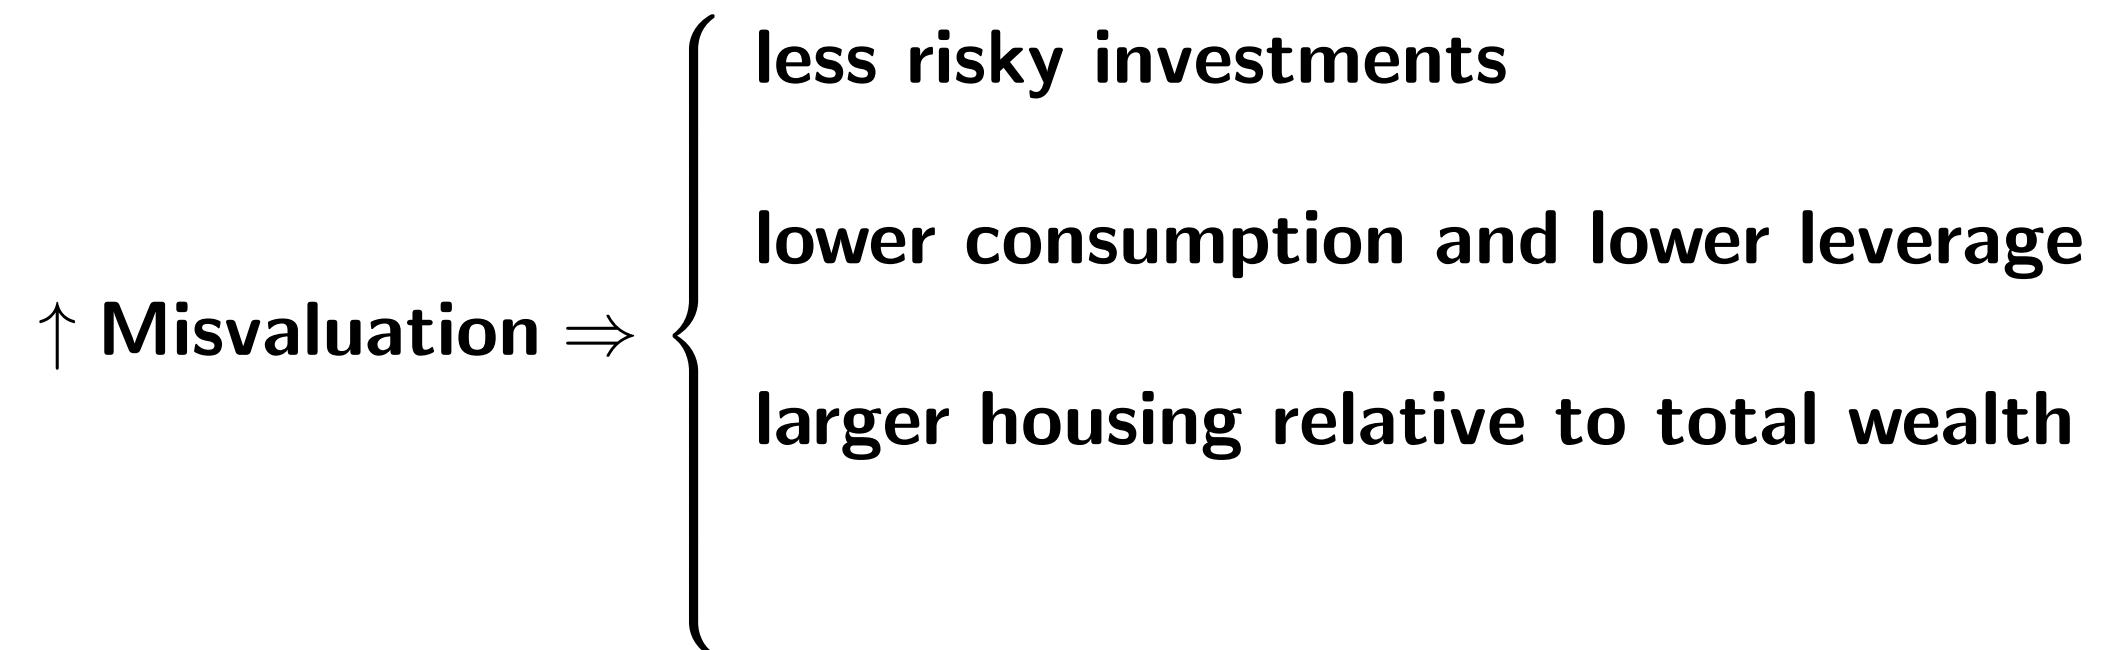 less risky investments
lower consumption and lower leverage
↑ Misvaluation ⇒
larger housing relative to total wealth